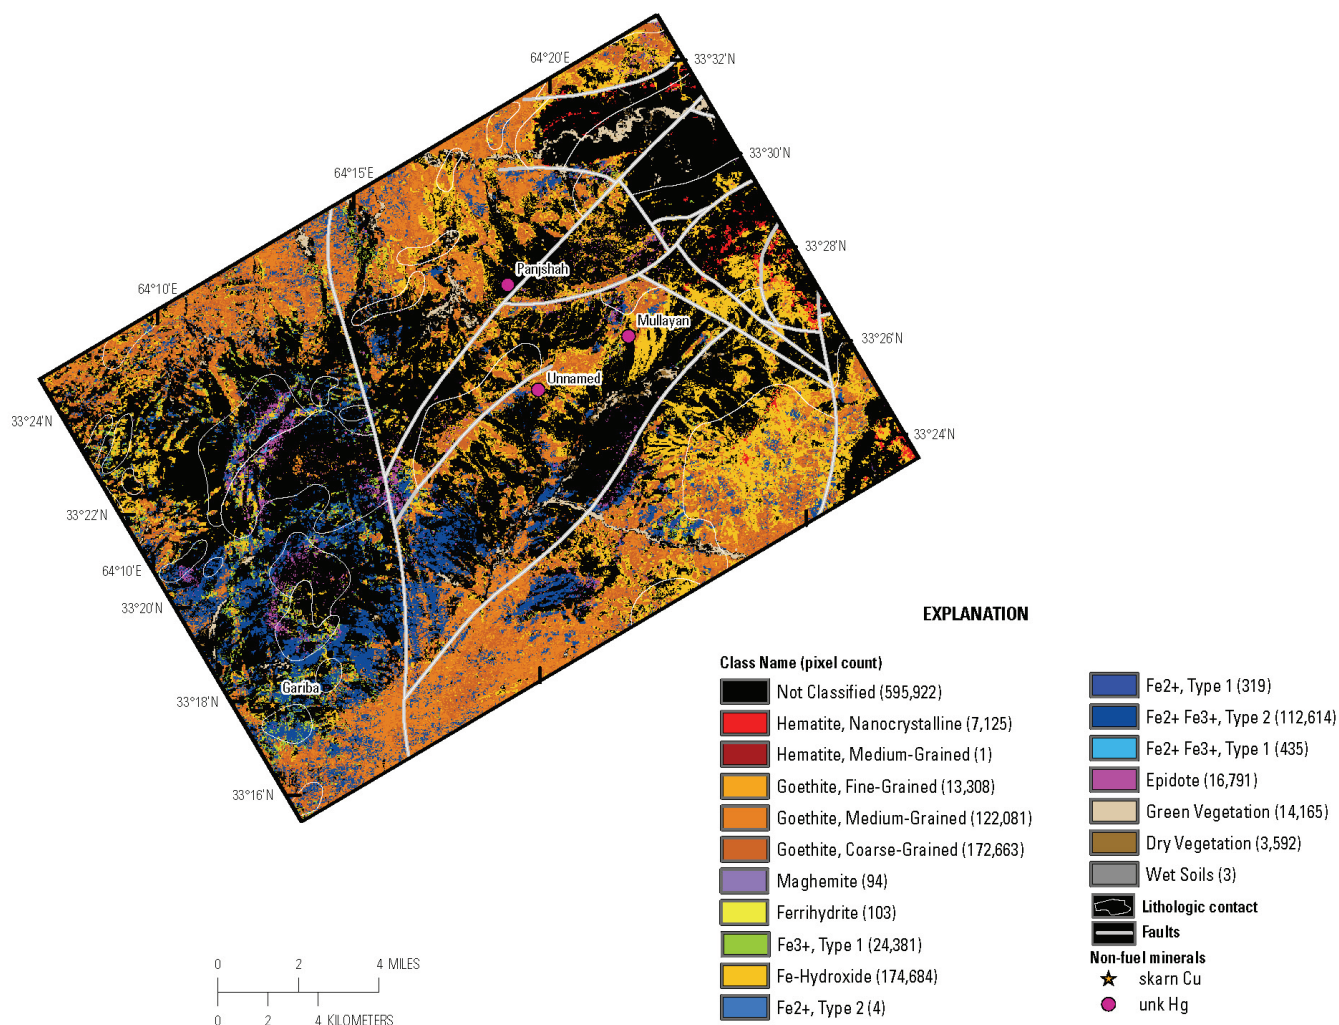 64°20'E
33°32'N
33°30'N
64°15'E
33°28'N
Panjshah
64°10'E
Mullayan
33°26'N
Unnamed
33°24'N
33°24'N
33°22'N
64°10'E
33°20'N
Gariba
33°18'N
33°16'N
0 2 4 MILES
0 2 4 KILOMETERS
EXPLANATION
Class Name (pixel count)
Not Classified (595,922)
Hematite, Nanocrystalline (7,125)
Hematite, Medium-Grained (1)
Goethite, Fine-Grained (13,308)
Goethite, Medium-Grained (122,081)
Goethite, Coarse-Grained (172,663)
Maghemite (94)
Ferrihydrite (103)
Fe3+, Type 1 (24,381)
Fe-Hydroxide (174,684)
Fe2+, Type 2 (4)
Fe2+, Type 1 (319)
Fe2+ Fe3+, Type 2 (112,614)
Fe2+ Fe3+, Type 1 (435)
Epidote (16,791)
Green Vegetation (14,165)
Dry Vegetation (3,592)
Wet Soils (3)
Lithologic contact
Faults
Non-fuel minerals
skarn Cu
unk Hg